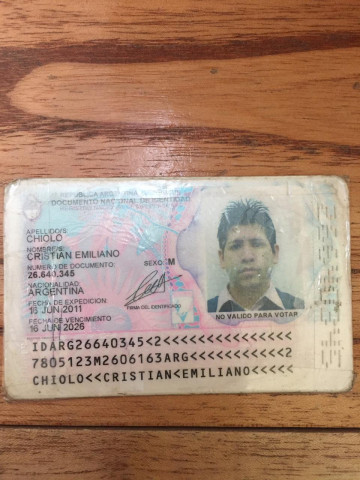 REPUBLICA ARGENTINA
DOCUMENTO NACIONAL DE IDENTIDAD
APELLIDO/S
CHIOLO
NOMBRE/S
CRISTIAN EMILIANO
SEXO M
NUMERO DE DOCUMENTO:
26.640.345
NACIONALIDAD
ARGENTINA
FECHA DE EXPEDICION
16 JUN 2011
FIRMA DEL CERTIFICADO
FECHA DE VENCIMIENTO
16 JUN 2026
NO VALIDO PARA VOTAR
IDARG26640345<2<<<<<<<<<<<<<<<
7805123M2606163ARG<<<<<<<<<<<2
CHIOLO<<CRISTIAN<EMILIANO<<<<<